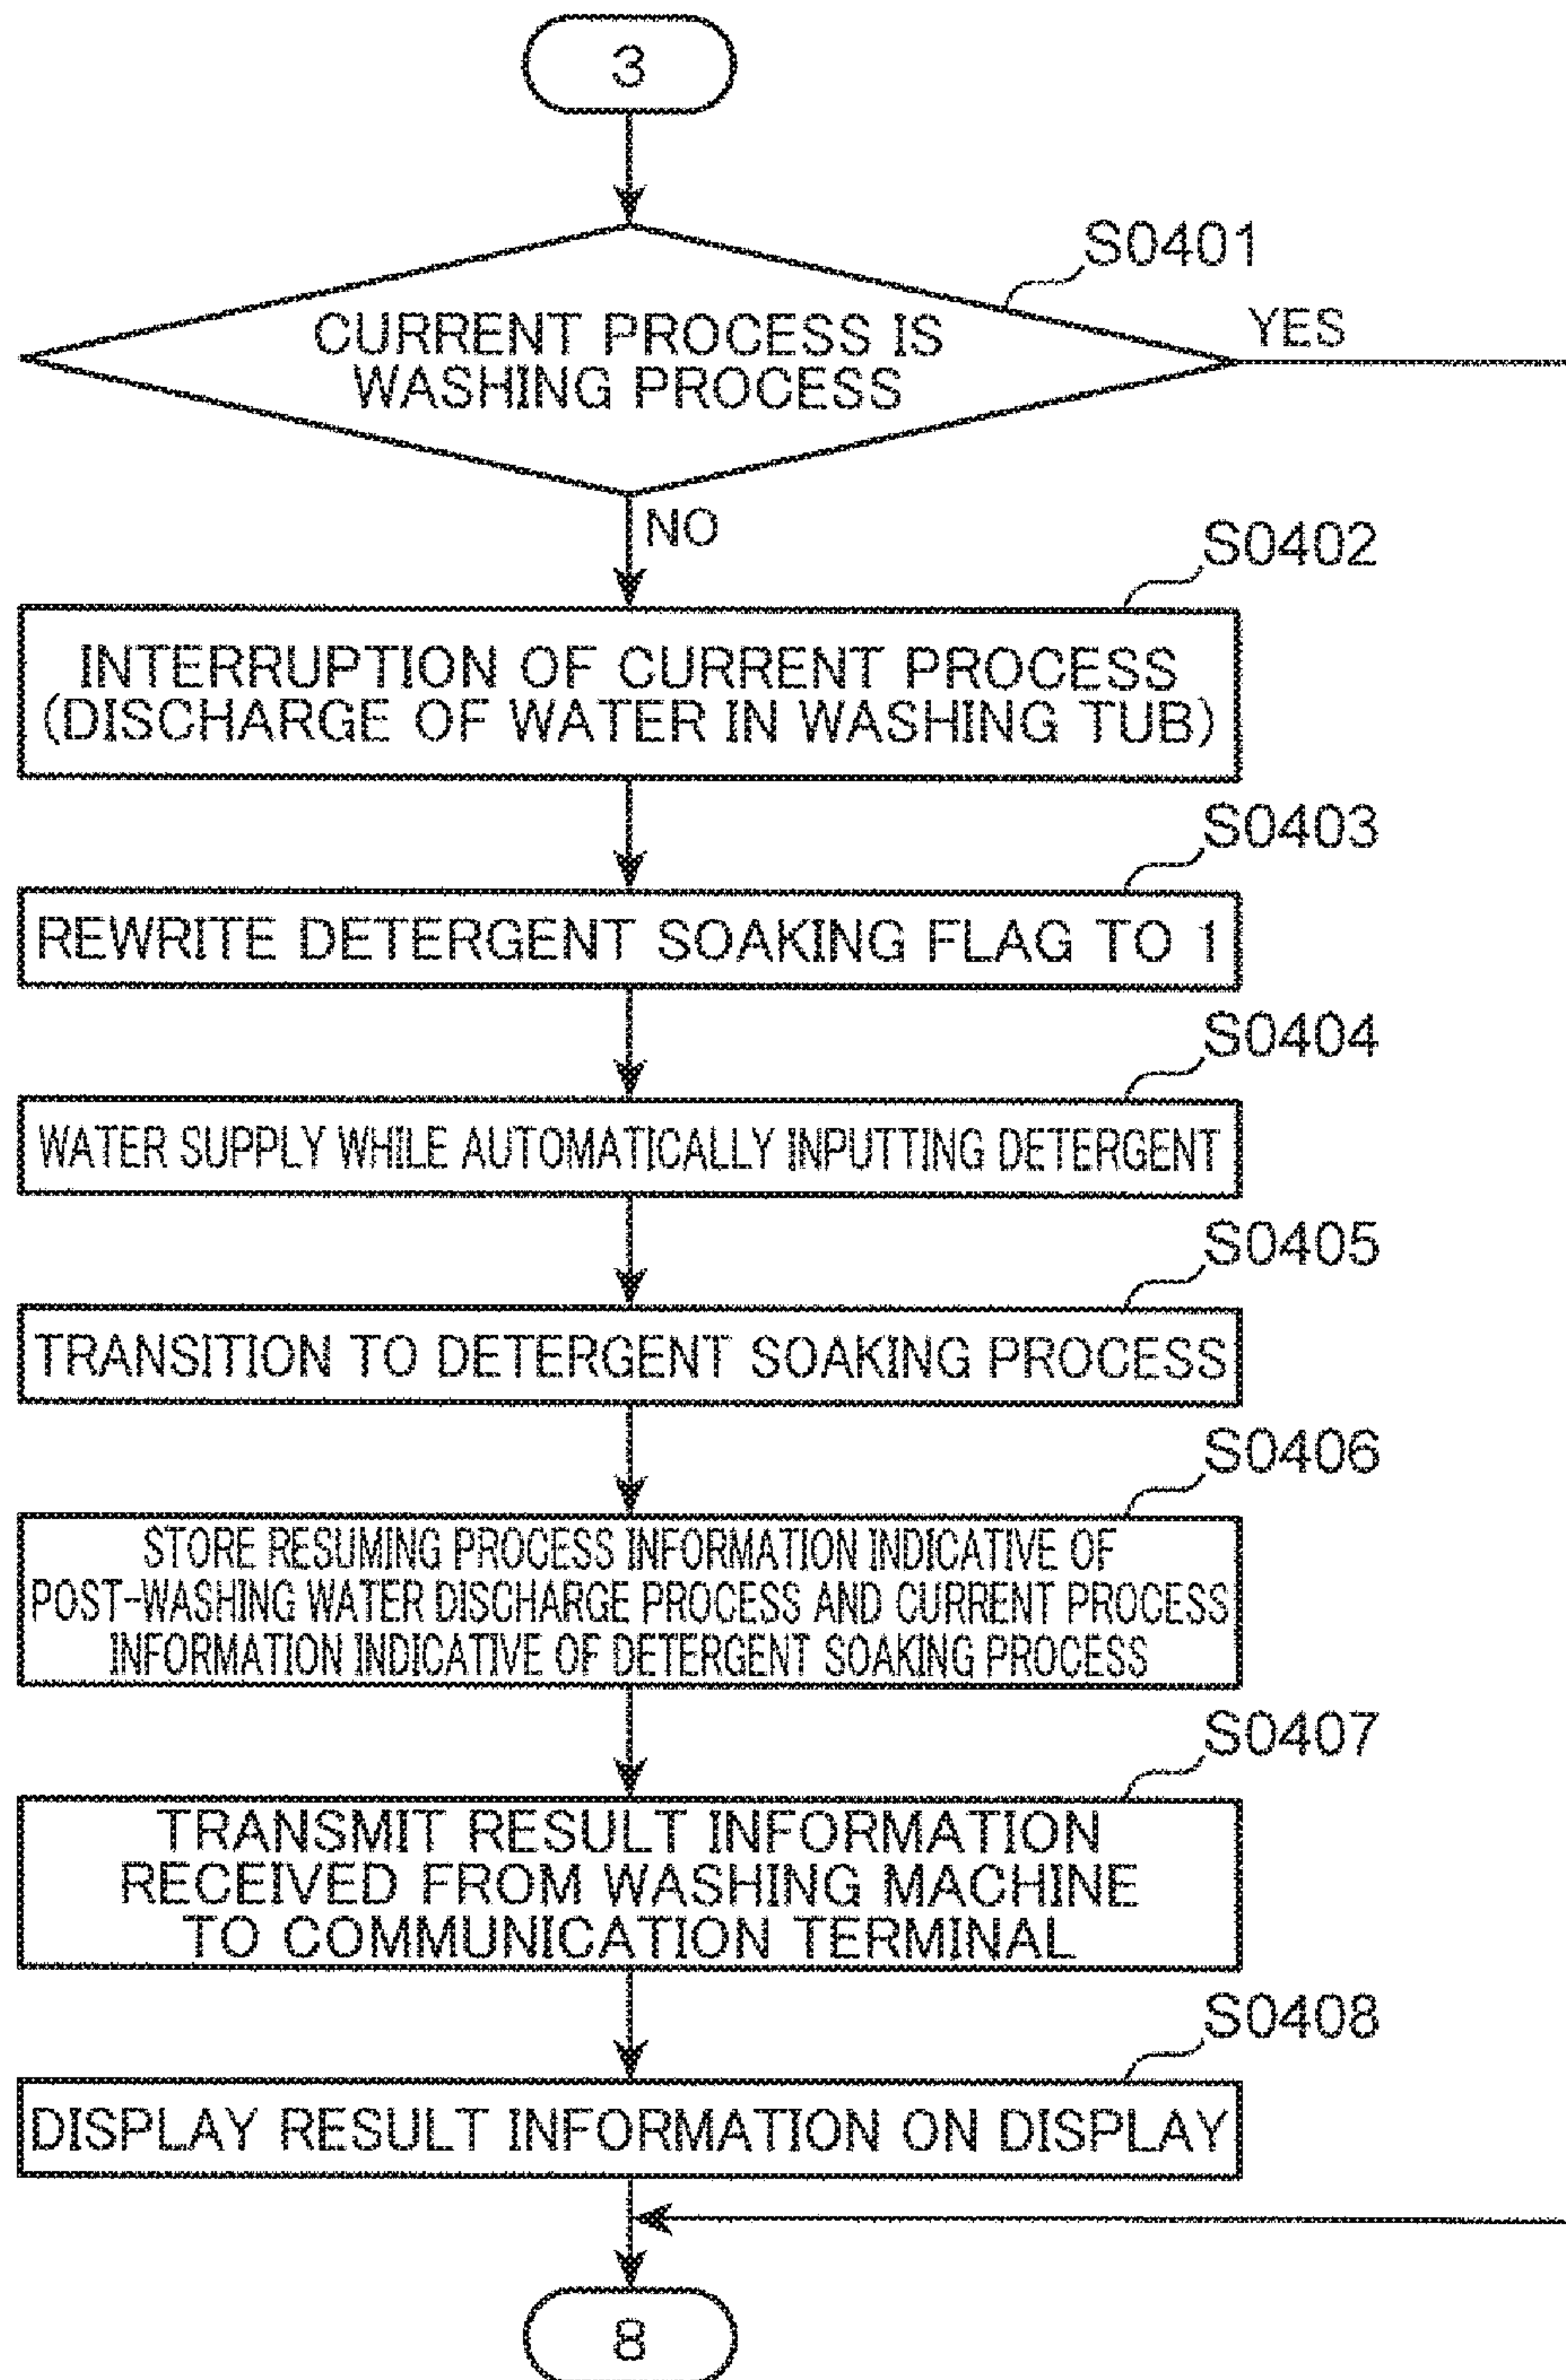 3
S0401
CURRENT PROCESS IS
WASHING PROCESS
YES
NO
S0402
INTERRUPTION OF CURRENT PROCESS
(DISCHARGE OF WATER IN WASHING TUB)
S0403
REWRITE DETERGENT SOAKING FLAG TO 1
S0404
WATER SUPPLY WHILE AUTOMATICALLY INPUTTING DETERGENT
S0405
TRANSITION TO DETERGENT SOAKING PROCESS
S0406
STORE RESUMING PROCESS INFORMATION INDICATIVE OF
POST-WASHING WATER DISCHARGE PROCESS AND CURRENT PROCESS
INFORMATION INDICATIVE OF DETERGENT SOAKING PROCESS
S0407
TRANSMIT RESULT INFORMATION
RECEIVED FROM WASHING MACHINE
TO COMMUNICATION TERMINAL
S0408
DISPLAY RESULT INFORMATION ON DISPLAY
8